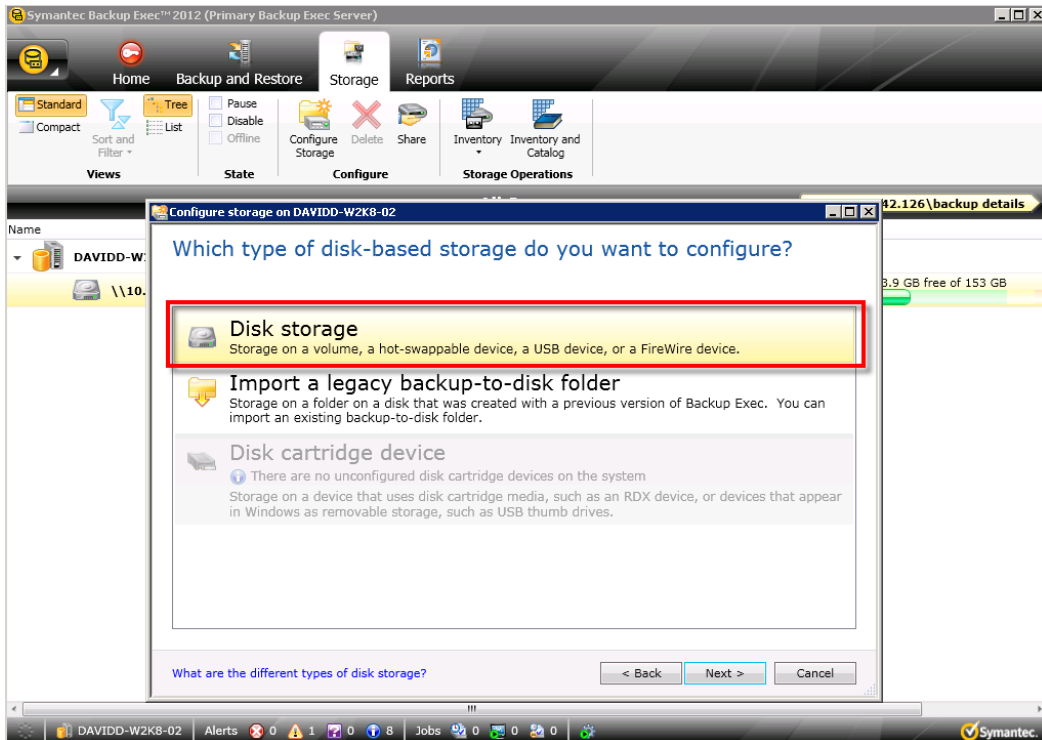 Symantec Backup Exec™ 2012 (Primary Backup Exec Server)
Home Backup and Restore Storage Reports
Standard
Compact
Sort and
Filter
Tree
List
Views
Pause
Disable
Offline
State
Configure
Storage
Delete
Share
Configure
Inventory
Inventory and
Catalog
Storage Operations
42.126\backup details
Name
DAVIDD-W
\\10.
3.9 GB free of 153 GB
Configure storage on DAVIDD-W2K8-02
Which type of disk-based storage do you want to configure?
Disk storage
Storage on a volume, a hot-swappable device, a USB device, or a FireWire device.
Import a legacy backup-to-disk folder
Storage on a folder on a disk that was created with a previous version of Backup Exec. You can
import an existing backup-to-disk folder.
Disk cartridge device
There are no unconfigured disk cartridge devices on the system
Storage on a device that uses disk cartridge media, such as an RDX device, or devices that appear
in Windows as removable storage, such as USB thumb drives.
What are the different types of disk storage?
< Back Next > Cancel
DAVIDD-W2K8-02 Alerts 0 1 0 8 Jobs 0 0 0
Symantec.